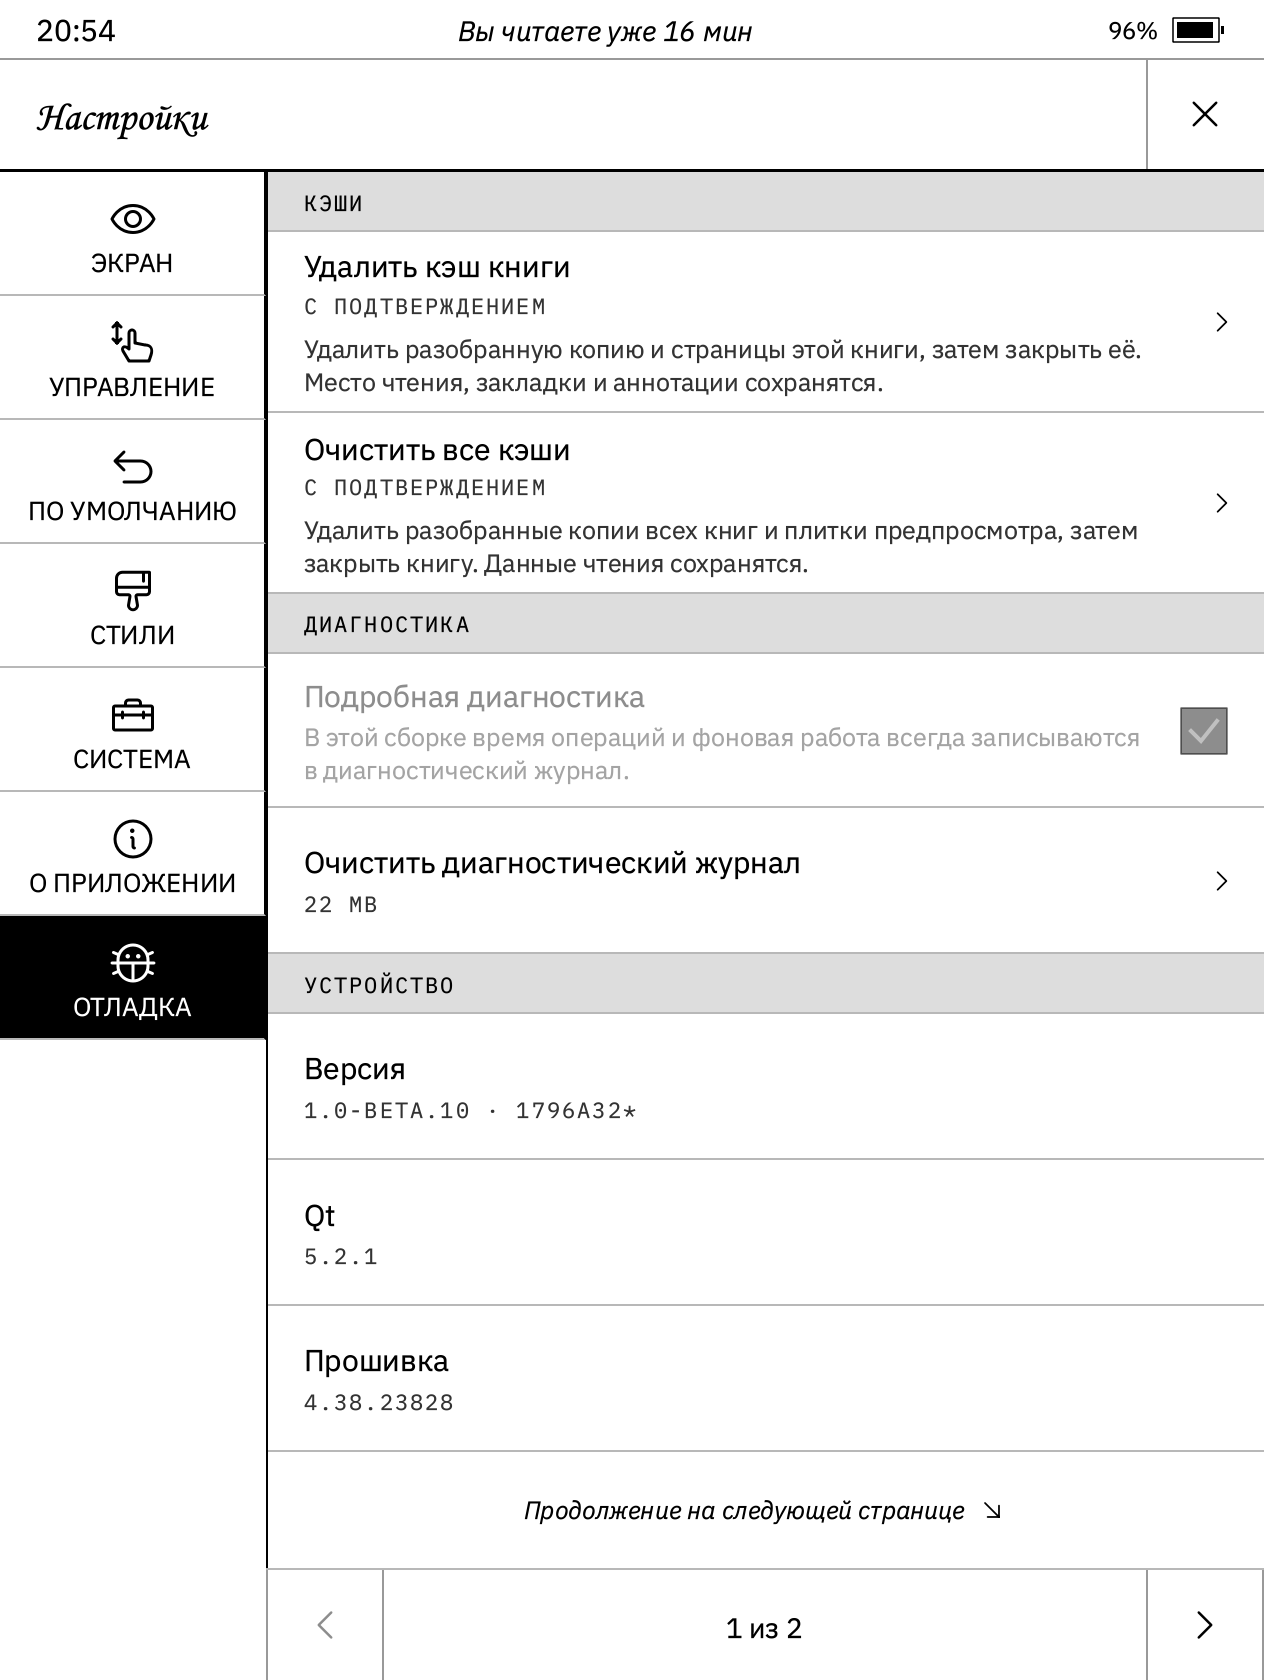 20:54
Вы читаете уже 16 мин
96%
Настройки
ЭКРАН
УПРАВЛЕНИЕ
ПО УМОЛЧАНИЮ
СТИЛИ
СИСТЕМА
О ПРИЛОЖЕНИИ
ОТЛАДКА
КЭШИ
Удалить кэш книги
С ПОДТВЕРЖДЕНИЕМ
Удалить разобранную копию и страницы этой книги, затем закрыть её.
Место чтения, закладки и аннотации сохранятся.
Очистить все кэши
С ПОДТВЕРЖДЕНИЕМ
Удалить разобранные копии всех книг и плитки предпросмотра, затем
закрыть книгу. Данные чтения сохранятся.
ДИАГНОСТИКА
Подробная диагностика
В этой сборке время операций и фоновая работа всегда записываются
в диагностический журнал.
Очистить диагностический журнал
22 MB
УСТРОЙСТВО
Версия
1.0-BETA.10 · 1796A32*
Qt
5.2.1
Прошивка
4.38.23828
Продолжение на следующей странице
1 из 2